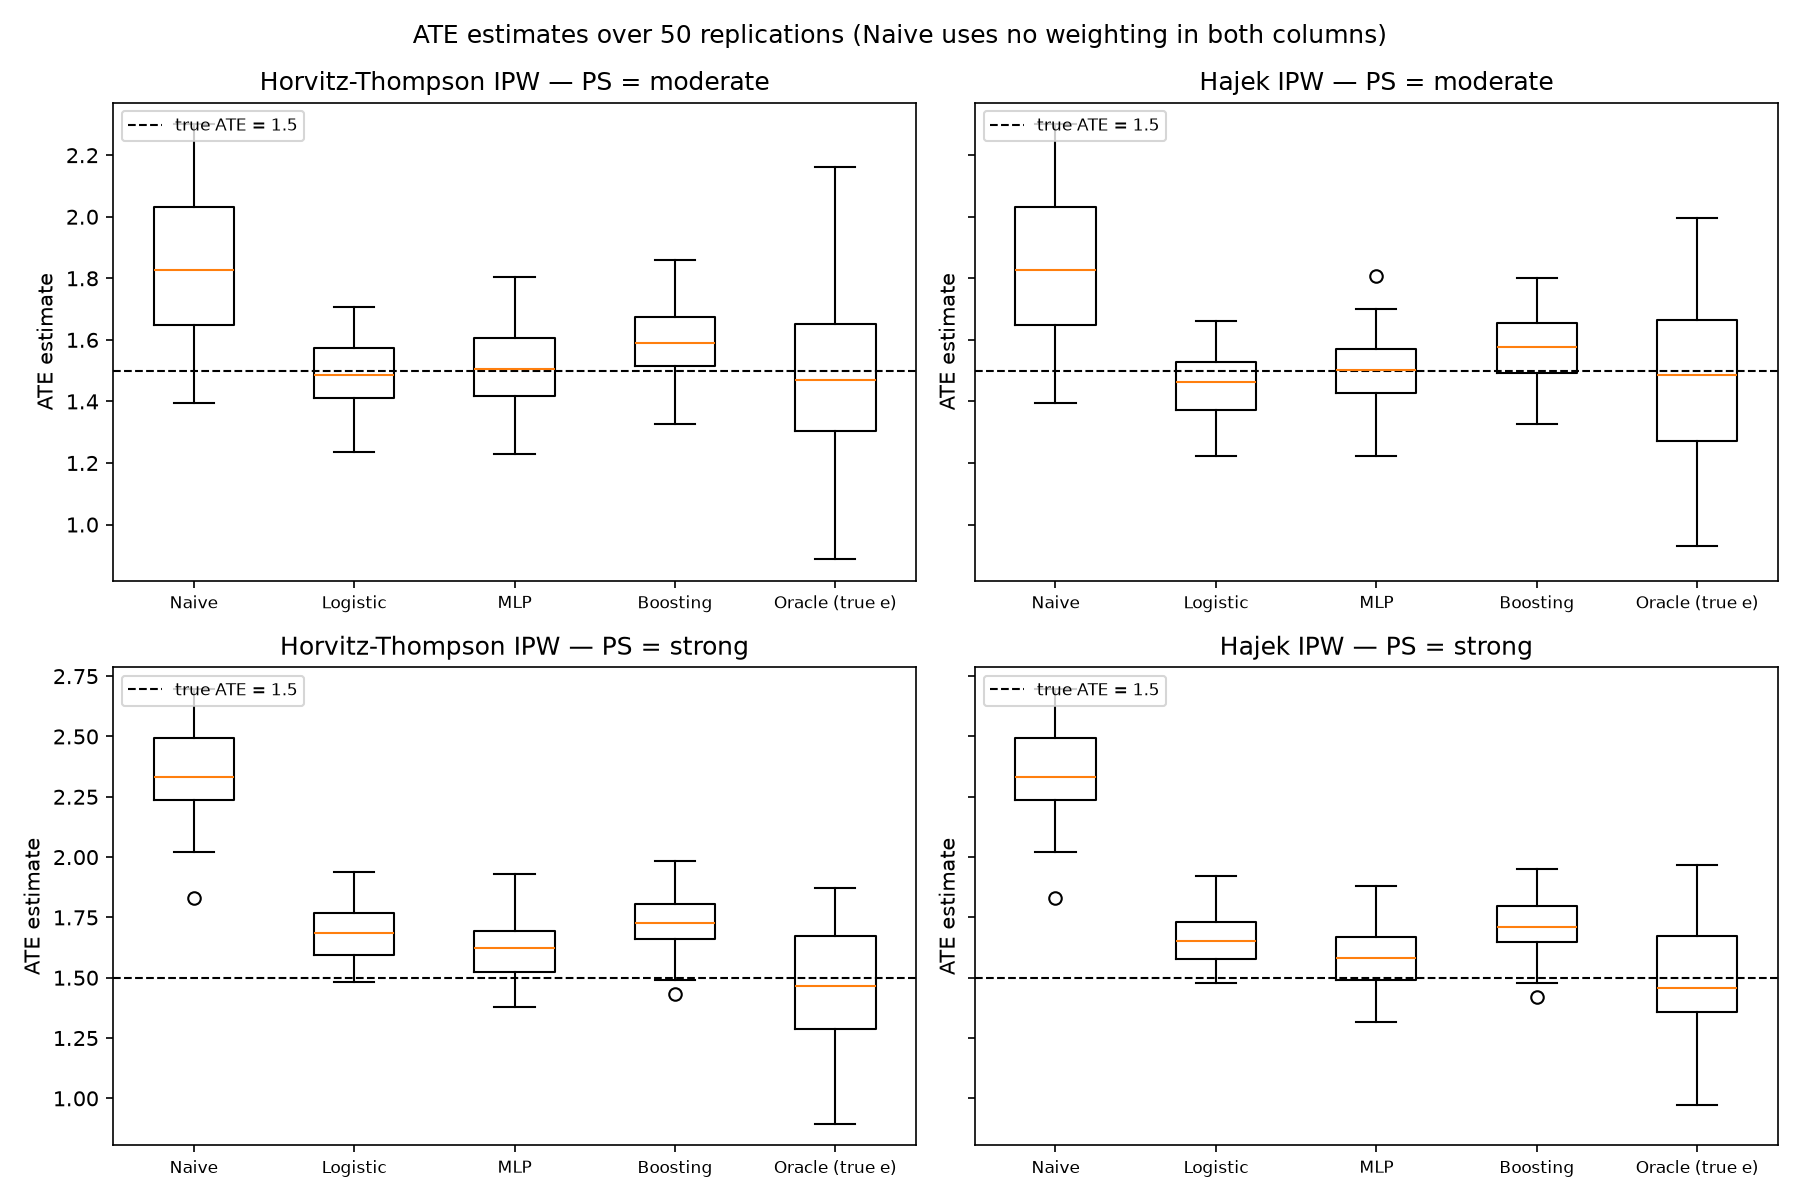 ATE estimates over 50 replications (Naive uses no weighting in both columns)
Horvitz-Thompson IPW — PS = moderate
true ATE = 1.5
ATE estimate
2.2
2.0
1.8
1.6
1.4
1.2
1.0
Naive Logistic MLP Boosting Oracle (true e)
Hajek IPW — PS = moderate
true ATE = 1.5
ATE estimate
Naive Logistic MLP Boosting Oracle (true e)
Horvitz-Thompson IPW — PS = strong
true ATE = 1.5
ATE estimate
2.75
2.50
2.25
2.00
1.75
1.50
1.25
1.00
Naive Logistic MLP Boosting Oracle (true e)
Hajek IPW — PS = strong
true ATE = 1.5
ATE estimate
Naive Logistic MLP Boosting Oracle (true e)